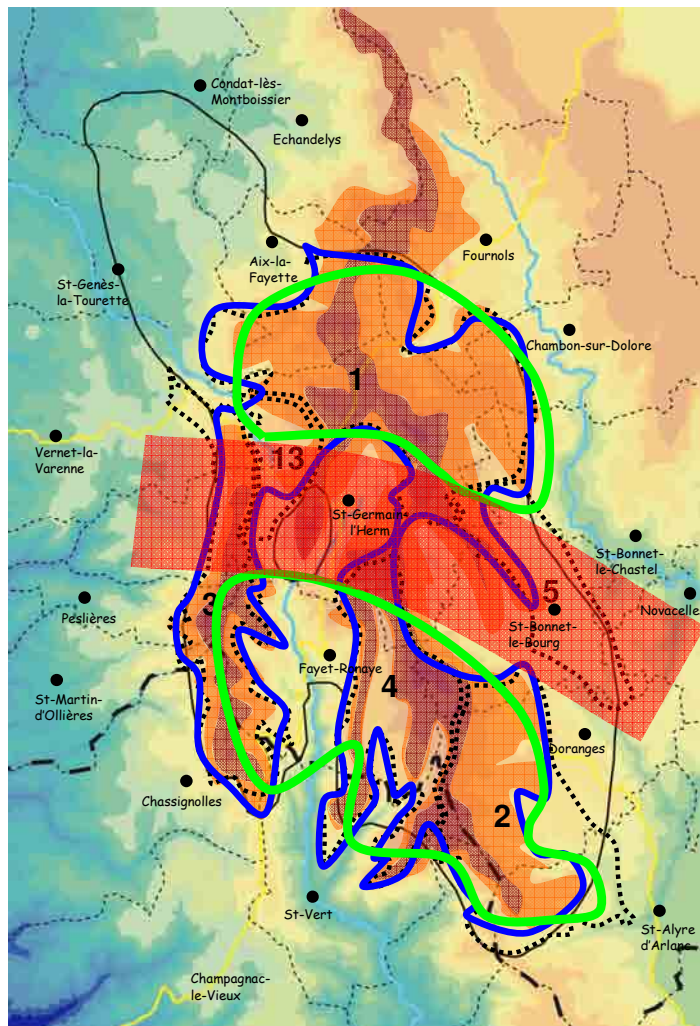 Condat-lès-
Montboissier
Echandelys
Aix-la-
Fayette
Fournols
St-Genès-
la-Tourette
Chambon-sur-Dolore
1
Vernet-la-
Varenne
13
St-Germain-
l'Herm
St-Bonnet-
le-Chastel
5
Novacelle
3
Peslières
St-Bonnet-
le-Bourg
Fayet-Ronaye
St-Martin-
d'Ollières
4
Doranges
Chassignolles
2
St-Vert
St-Alyre
d'Arlanc
Champagnac-
le-Vieux